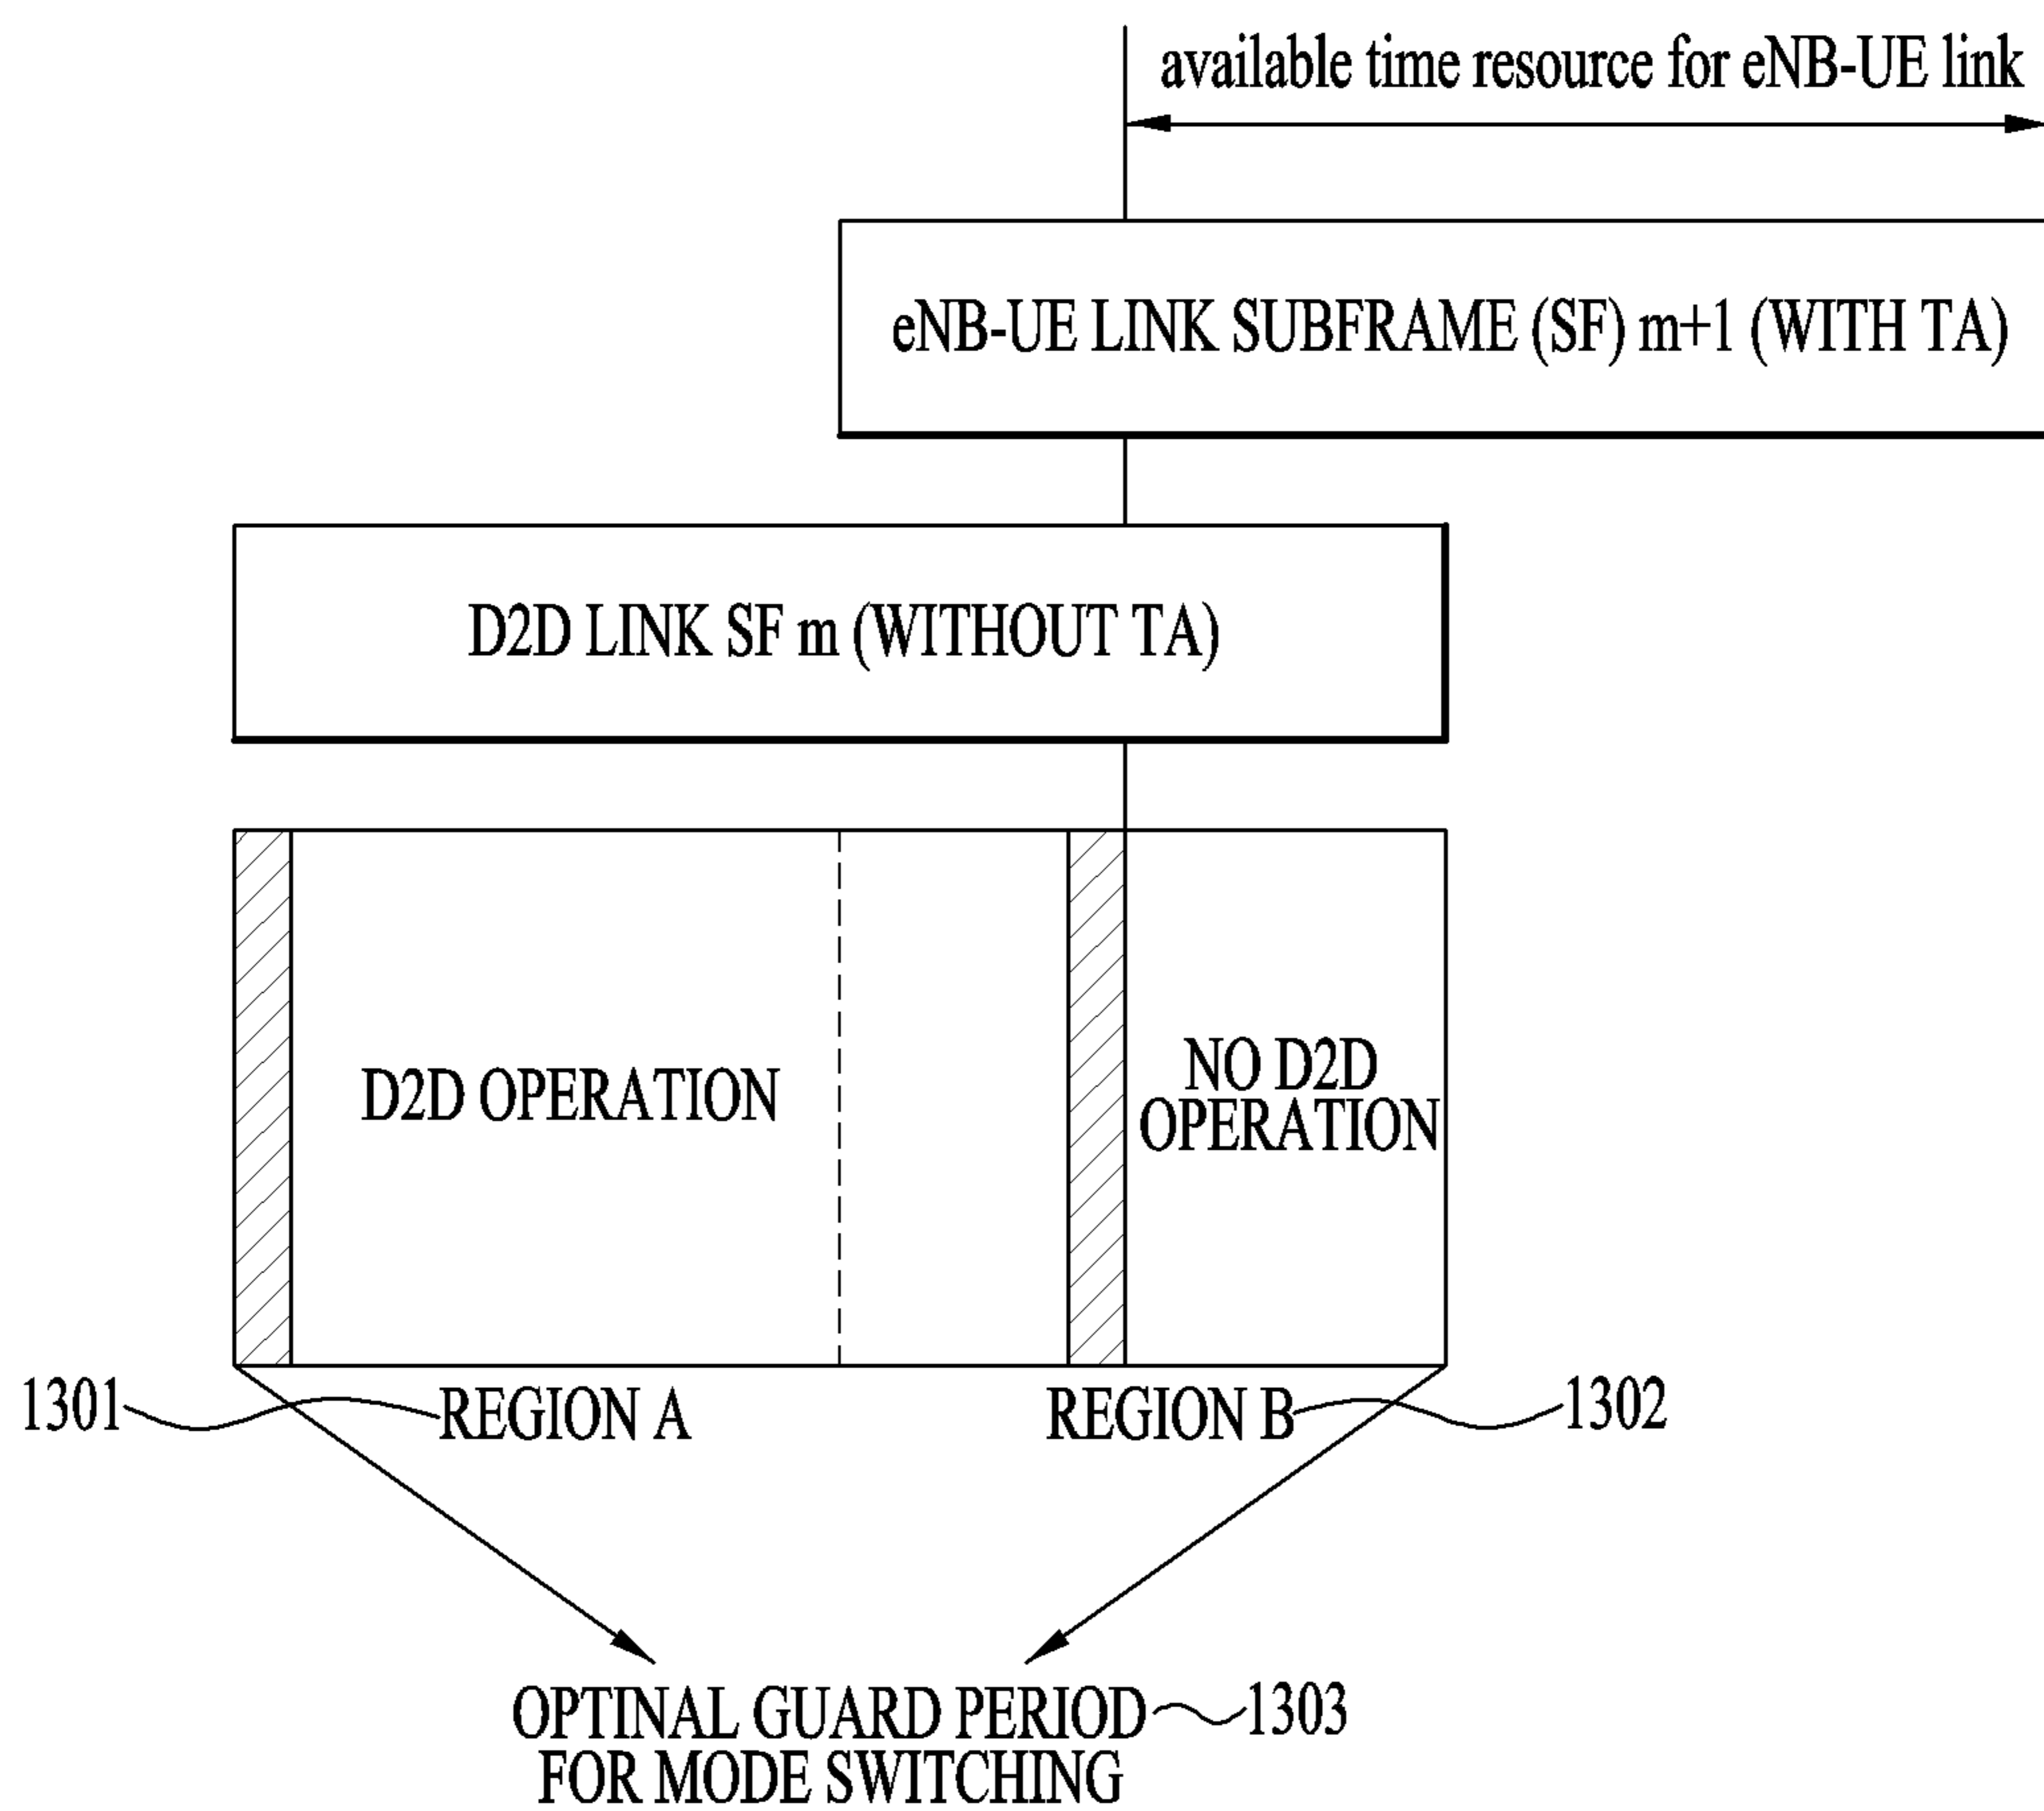 available time resource for eNB-UE link
eNB-UE LINK SUBFRAME (SF) m+1 (WITH TA)
D2D LINK SF m (WITHOUT TA)
D2D OPERATION
NO D2D
OPERATION
1301
REGION A
REGION B
1302
OPTINAL GUARD PERIOD
1303
FOR MODE SWITCHING